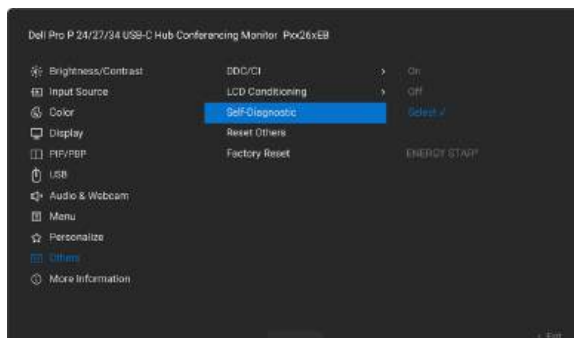 Dell Pro P 24/27/34 USB-C Hub Conferencing Monitor Pxx26xEB
Brightness/Contrast DDC/CI > On
Input Source LCD Conditioning > Off
Color Self-Diagnostic Select ✓
Display Reset Others
PIP/PBP Factory Reset ENERGY STAR®
USB
Audio & Webcam
Menu
Personalize
Others
More Information
Exit